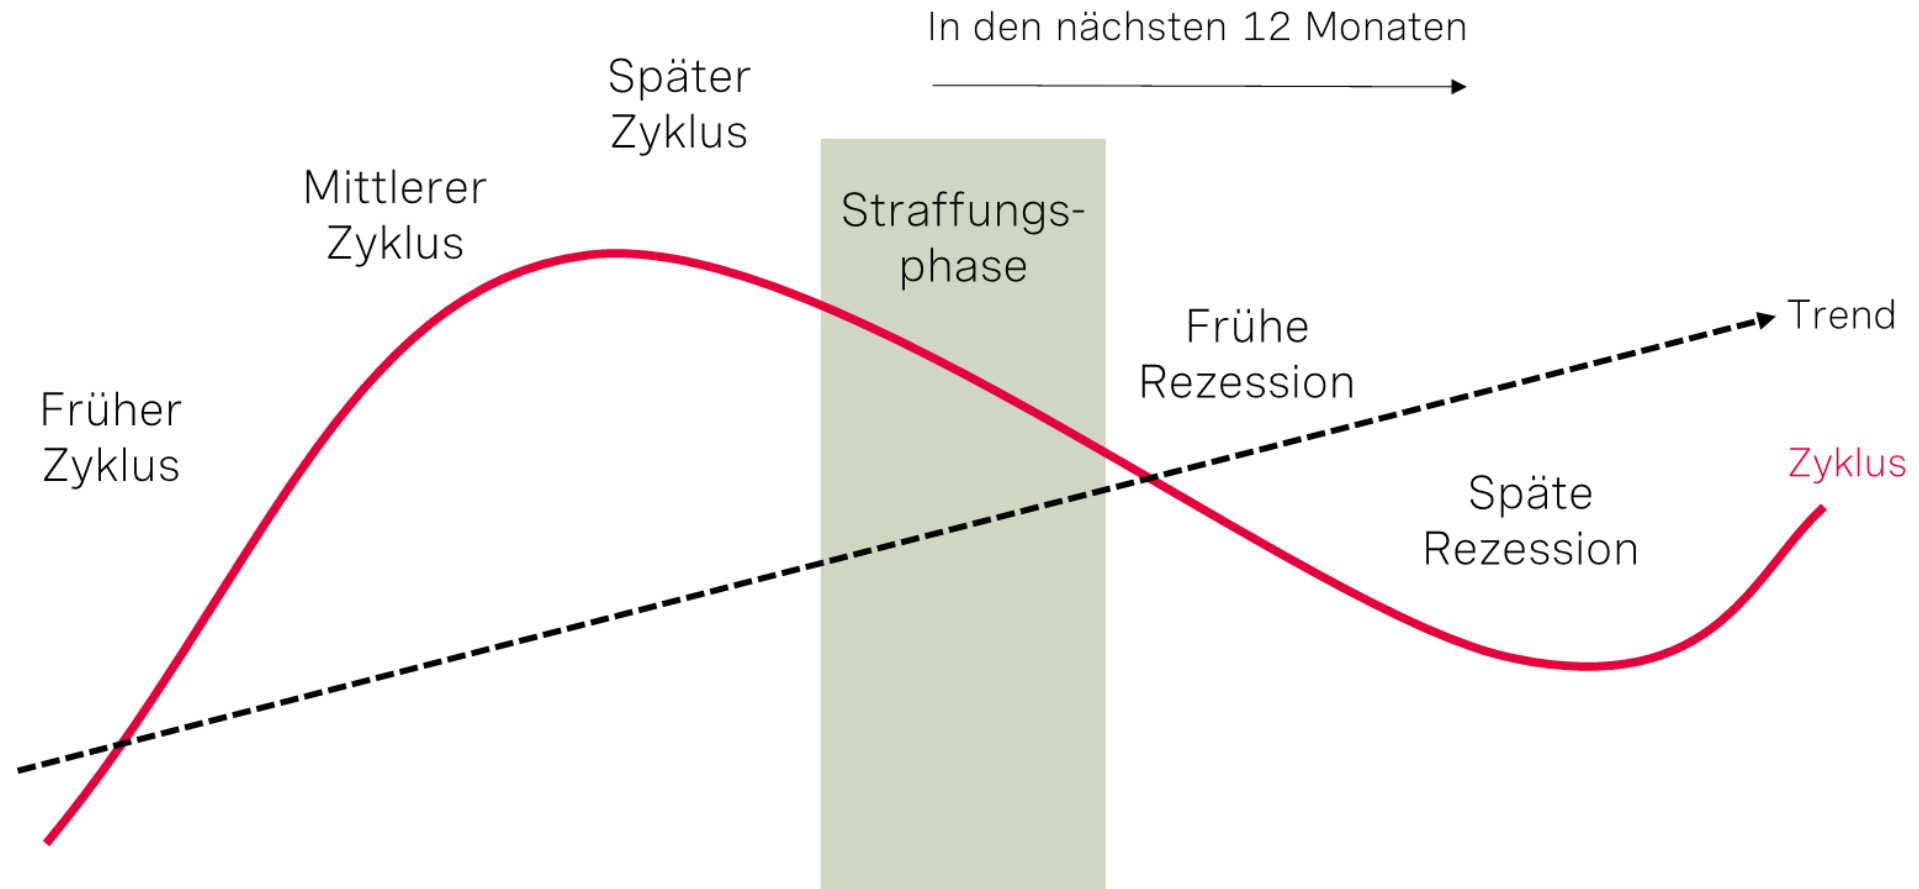 In den nächsten 12 Monaten
Später
Zyklus
Mittlerer
Zyklus
Straffungs-
phase
Frühe
Rezession
Trend
Früher
Zyklus
Zyklus
Späte
Rezession